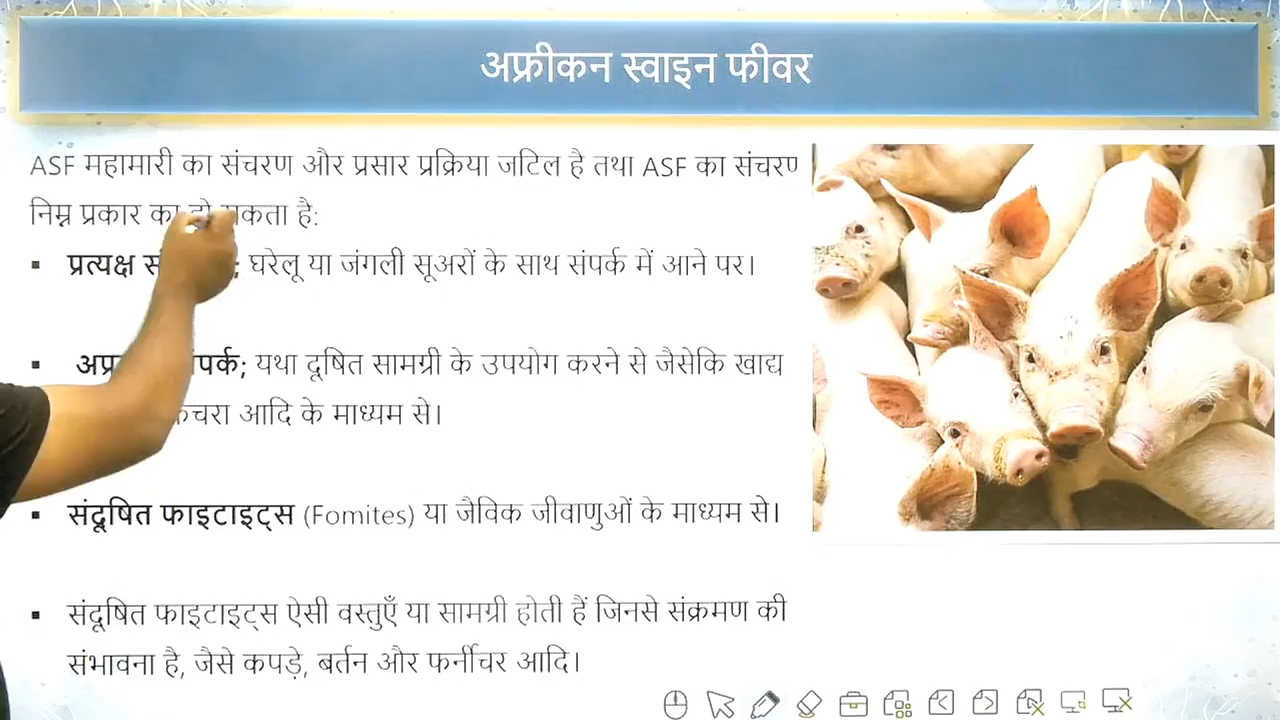 अफ्रीकन स्वाइन फीवर
ASF महामारी का संचरण और प्रसार प्रक्रिया जटिल है तथा ASF का संचरण
निम्न प्रकार का हो सकता है:
▪ प्रत्यक्ष घरेलू या जंगली सूअरों के साथ संपर्क में आने पर।
▪ यथा दूषित सामग्री के उपयोग करने से जैसेकि खाद्य
कचरा आदि के माध्यम से।
▪ संदूषित फाइटाइट्स (Fomites) या जैविक जीवाणुओं के माध्यम से।
▪ संदूषित फाइटाइट्स ऐसी वस्तुएँ या सामग्री होती हैं जिनसे संक्रमण की
संभावना है, जैसे कपड़े, बर्तन और फर्नीचर आदि।